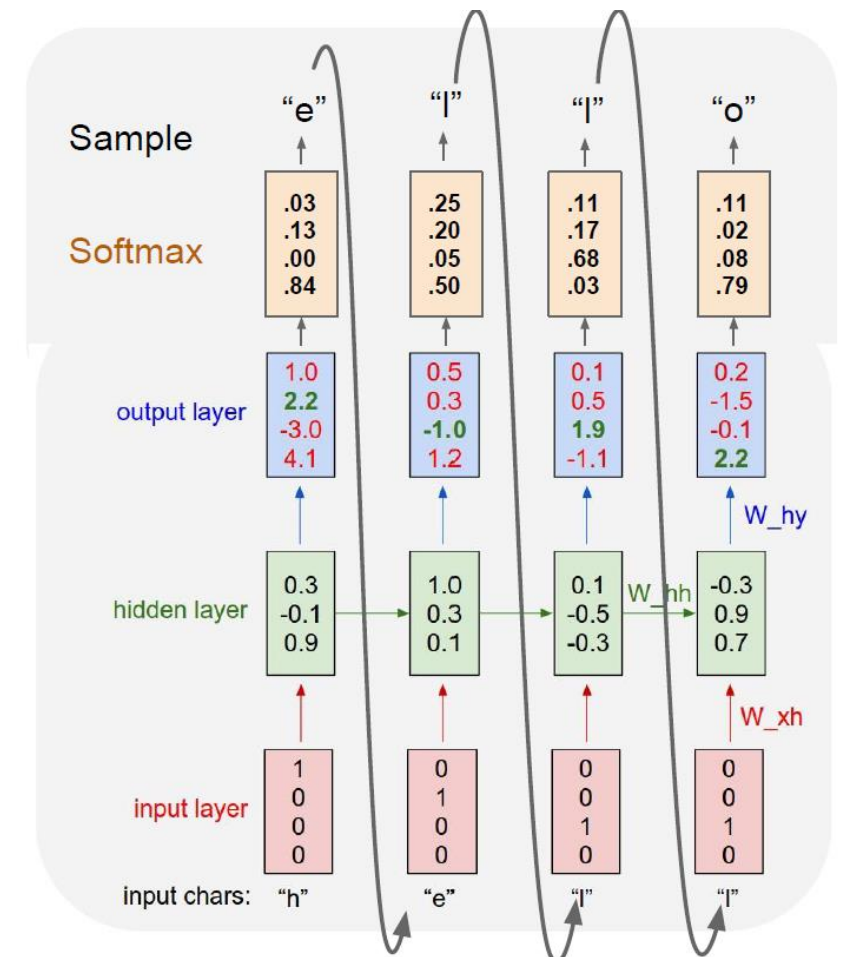 “e” “l” “l” “o”
Sample
Softmax
.03 .25 .11 .11
.13 .20 .17 .02
.00 .05 .68 .08
.84 .50 .03 .79
output layer
1.0 0.5 0.1 0.2
2.2 0.3 0.5 -1.5
-3.0 -1.0 1.9 -0.1
4.1 1.2 -1.1 2.2
W_hy
hidden layer
0.3 1.0 0.1 -0.3
-0.1 0.3 -0.5 0.9
0.9 0.1 -0.3 0.7
W_hh
W_xh
input layer
1 0 0 0
0 1 0 0
0 0 1 1
0 0 0 0
input chars: “h” “e” “l” “l”